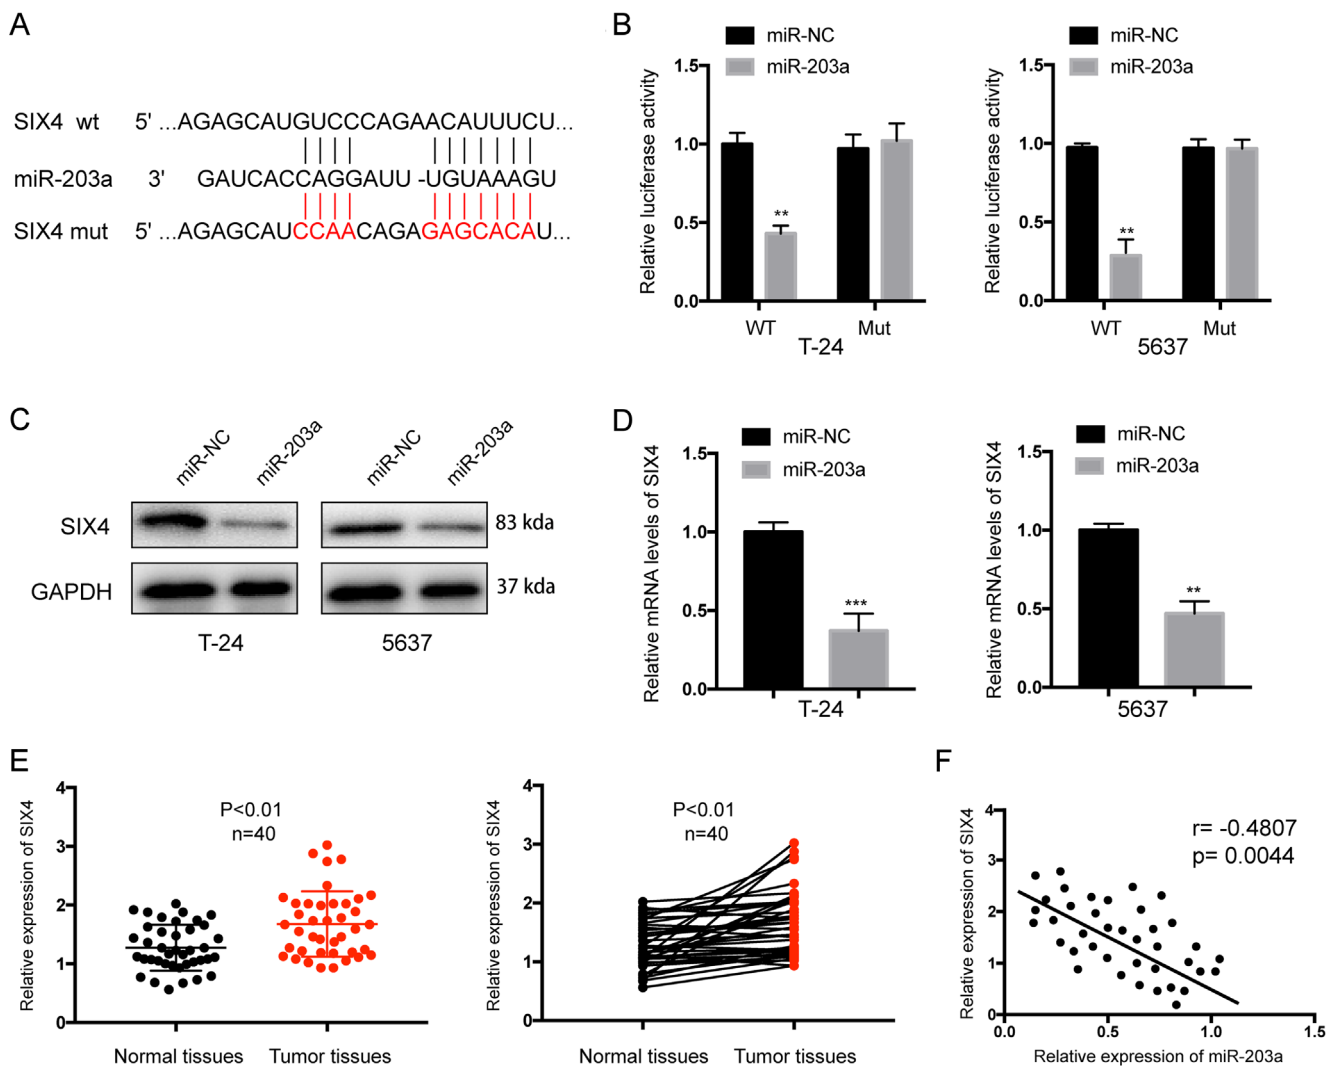 A
SIX4 wt 5' ...AGAGCAUGUCCCAGAACAUUUCU...
miR-203a 3' GAUCACCAGGAUU -UGUAAAGU
SIX4 mut 5' ...AGAGCAUCCAACAGAGAGCACAU...
B
miR-NC
miR-203a
Relative luciferase activity
1.5
1.0
0.5
0.0
**
WT
Mut
T-24
miR-NC
miR-203a
Relative luciferase activity
1.5
1.0
0.5
0.0
**
WT
Mut
5637
C
miR-NC
miR-203a
miR-NC
miR-203a
SIX4
83 kda
GAPDH
37 kda
T-24
5637
D
miR-NC
miR-203a
Relative mRNA levels of SIX4
1.5
1.0
0.5
0.0
***
T-24
miR-NC
miR-203a
Relative mRNA levels of SIX4
1.5
1.0
0.5
0.0
**
5637
E
Relative expression of SIX4
4
3
2
1
0
P<0.01
n=40
Normal tissues
Tumor tissues
Relative expression of SIX4
4
3
2
1
0
P<0.01
n=40
Normal tissues
Tumor tissues
F
Relative expression of SIX4
4
3
2
1
0
r= -0.4807
p= 0.0044
0.0
0.5
1.0
1.5
Relative expression of miR-203a